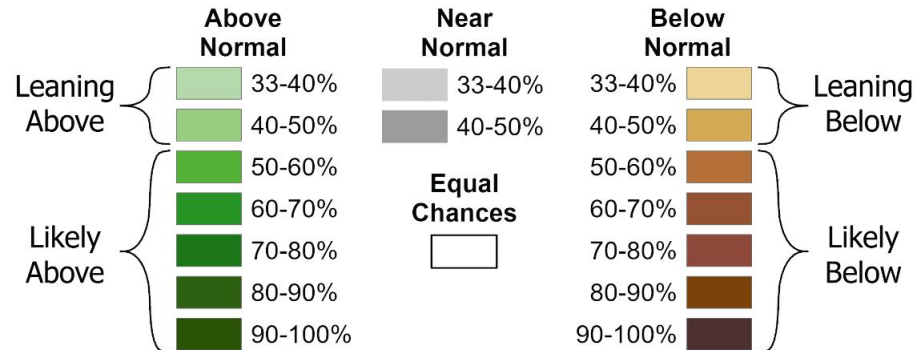 Above
Normal
Near
Normal
Below
Normal
Leaning
Above
33-40%
40-50%
Likely
Above
50-60%
60-70%
70-80%
80-90%
90-100%
33-40%
40-50%
Equal
Chances
33-40%
40-50%
Leaning
Below
50-60%
60-70%
70-80%
80-90%
90-100%
Likely
Below